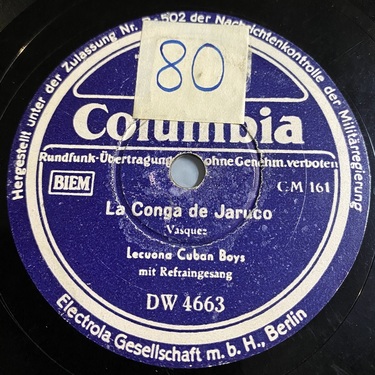 Hergestellt unter der Zulassung Nr. B-502 der Nachrichtenkontrolle der Militärregierung
80
Columbia
Rundfunk-Übertragung ohne Genehm. verboten
BIEM
CM 161
La Conga de Jaruco
Vasquez
Lecuona Cuban Boys
mit Refraingesang
DW 4663
Electrola Gesellschaft m. b. H., Berlin